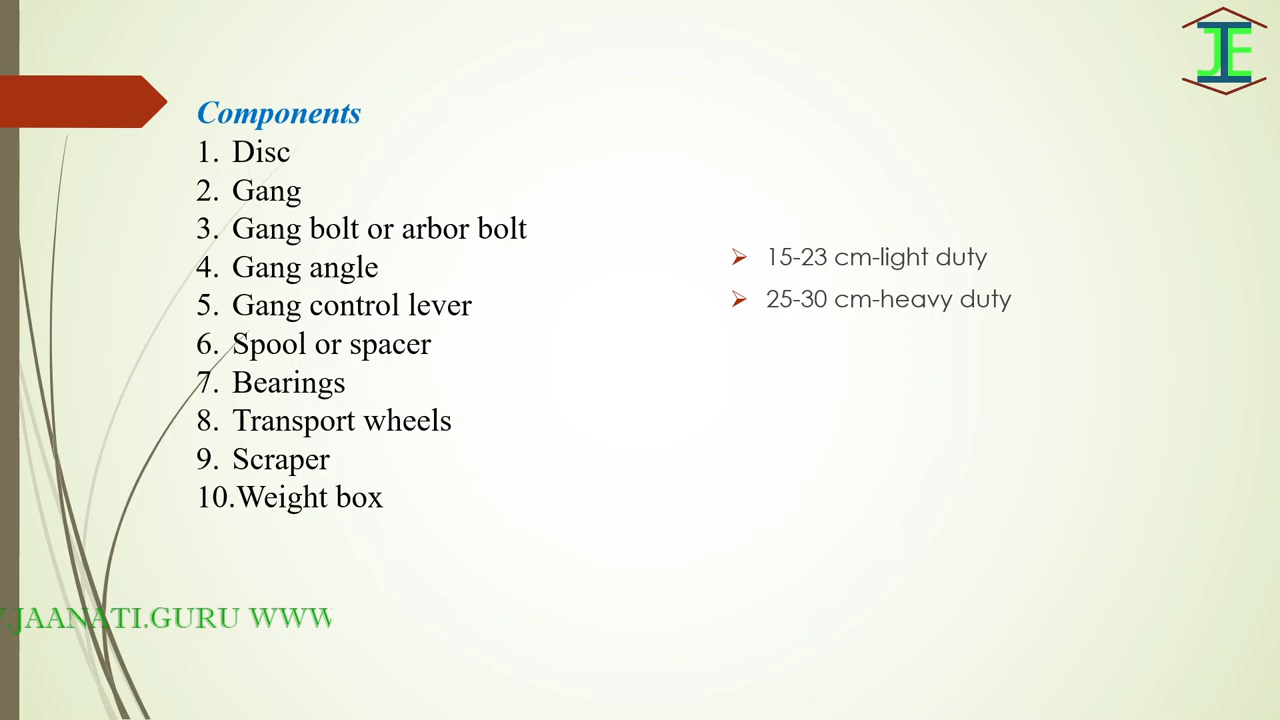 JE
Components
1. Disc
2. Gang
3. Gang bolt or arbor bolt
4. Gang angle
5. Gang control lever
6. Spool or spacer
7. Bearings
8. Transport wheels
9. Scraper
10.Weight box
15-23 cm-light duty
25-30 cm-heavy duty
.JAANATI.GURU WWW